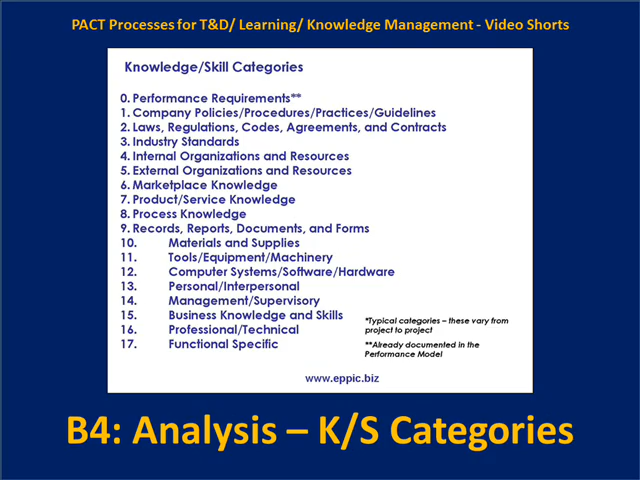 PACT Processes for T&D/ Learning/ Knowledge Management - Video Shorts
Knowledge/Skill Categories
0. Performance Requirements**
1. Company Policies/Procedures/Practices/Guidelines
2. Laws, Regulations, Codes, Agreements, and Contracts
3. Industry Standards
4. Internal Organizations and Resources
5. External Organizations and Resources
6. Marketplace Knowledge
7. Product/Service Knowledge
8. Process Knowledge
9. Records, Reports, Documents, and Forms
10. Materials and Supplies
11. Tools/Equipment/Machinery
12. Computer Systems/Software/Hardware
13. Personal/Interpersonal
14. Management/Supervisory
15. Business Knowledge and Skills
16. Professional/Technical
17. Functional Specific
*Typical categories – these vary from
project to project
**Already documented in the
Performance Model
www.eppic.biz
B4: Analysis – K/S Categories